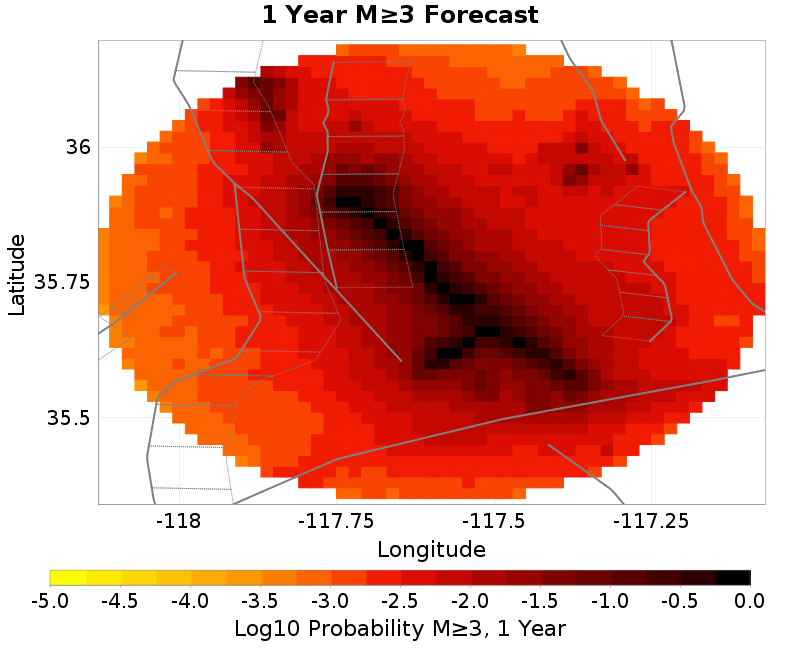 1 Year M≥3 Forecast
Latitude
36
35.75
35.5
-118 -117.75 -117.5 -117.25
Longitude
-5.0 -4.5 -4.0 -3.5 -3.0 -2.5 -2.0 -1.5 -1.0 -0.5 0.0
Log10 Probability M≥3, 1 Year